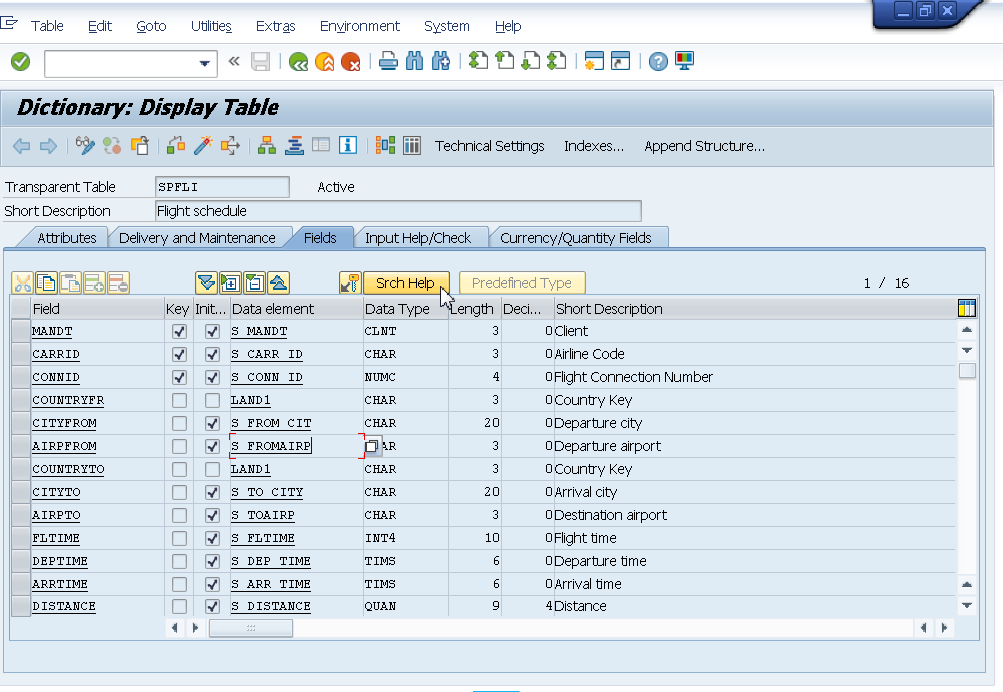 Table Edit Goto Utilities Extras Environment System Help
Dictionary: Display Table
Technical Settings Indexes... Append Structure...
Transparent Table SPFLI Active
Short Description Flight schedule
Attributes Delivery and Maintenance Fields Input Help/Check Currency/Quantity Fields
Srch Help Predefined Type 1 / 16
Field Key Init... Data element Data Type Length Deci... Short Description
MANDT S_MANDT CLNT 3 0 Client
CARRID S_CARR_ID CHAR 3 0 Airline Code
CONNID S_CONN_ID NUMC 4 0 Flight Connection Number
COUNTRYFR LAND1 CHAR 3 0 Country Key
CITYFROM S_FROM_CIT CHAR 20 0 Departure city
AIRPFROM S_FROMAIRP AR 3 0 Departure airport
COUNTRYTO LAND1 CHAR 3 0 Country Key
CITYTO S_TO_CITY CHAR 20 0 Arrival city
AIRPTO S_TOAIRP CHAR 3 0 Destination airport
FLTIME S_FLTIME INT4 10 0 Flight time
DEPTIME S_DEP_TIME TIMS 6 0 Departure time
ARRTIME S_ARR_TIME TIMS 6 0 Arrival time
DISTANCE S_DISTANCE QUAN 9 4 Distance